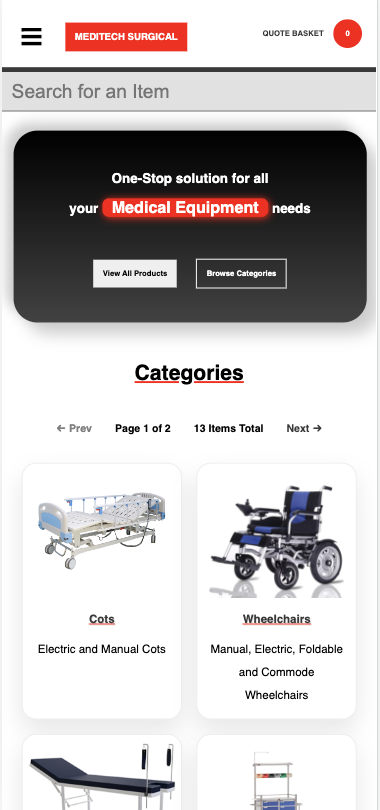 MEDITECH SURGICAL
QUOTE BASKET 0
Search for an Item
One-Stop solution for all
your Medical Equipment needs
View All Products Browse Categories
Categories
← Prev Page 1 of 2 13 Items Total Next →
Cots
Electric and Manual Cots
Wheelchairs
Manual, Electric, Foldable
and Commode
Wheelchairs